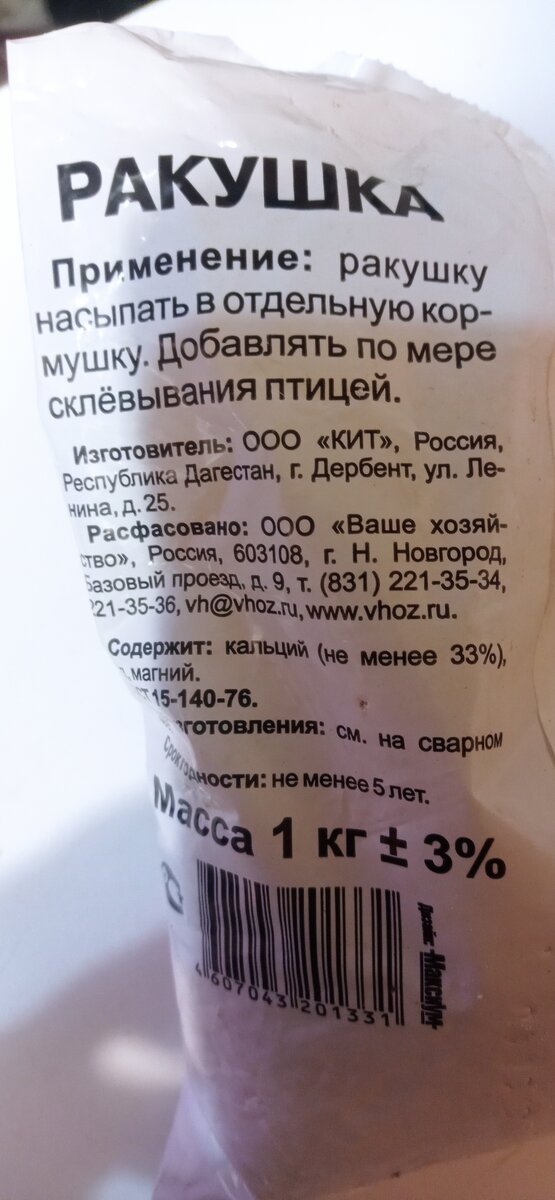 РАКУШКА
Применение: ракушку
насыпать в отдельную кор-
мушку. Добавлять по мере
склёвывания птицей.
Изготовитель: ООО «КИТ», Россия,
Республика Дагестан, г. Дербент, ул. Ле-
нина, д. 25.
Расфасовано: ООО «Ваше хозяй-
ство», Россия, 603108, г. Н. Новгород,
Базовый проезд, д. 9, т. (831) 221-35-34,
221-35-36, vh@vhoz.ru, www.vhoz.ru.
Содержит: кальций (не менее 33%),
магний.
15-140-76.
см. на сварном
Срок годности: не менее 5 лет.
Масса 1 кг ± 3%
4607043201331
Дизайн: «Максиум»